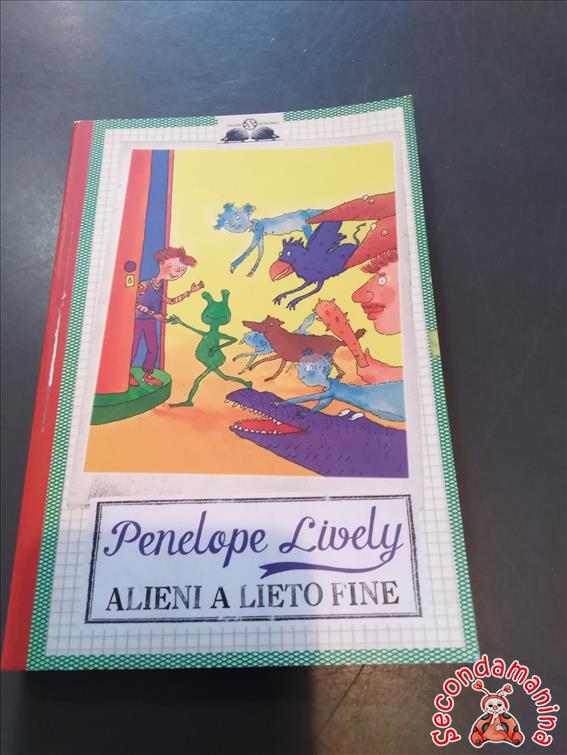 Penelope Lively
ALIENI A LIETO FINE
Secondamanina